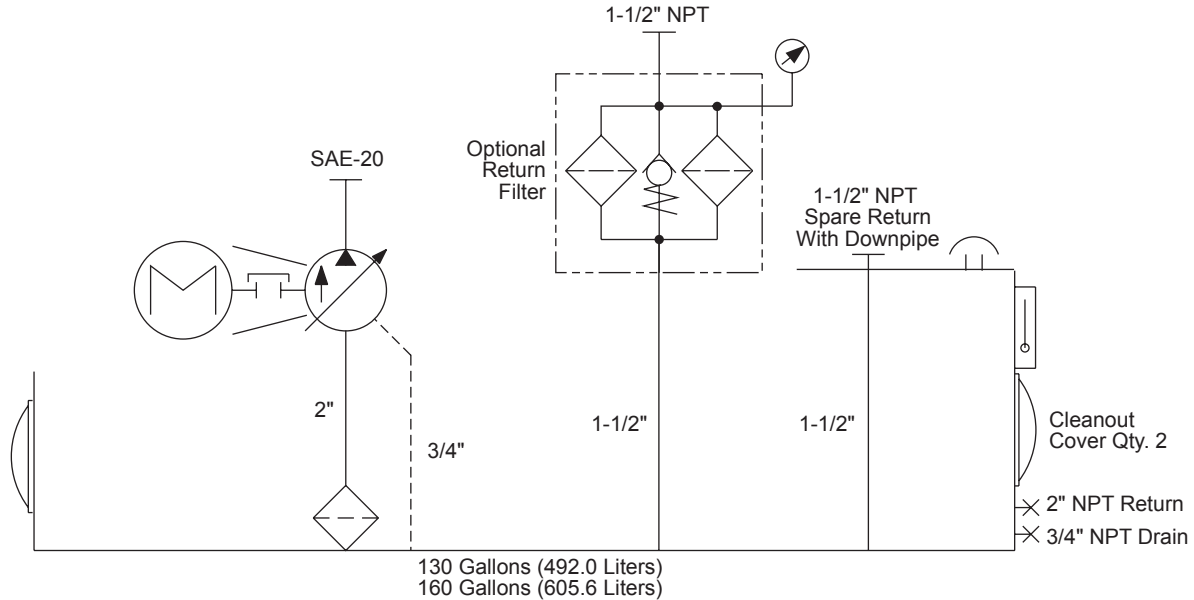 1-1/2" NPT
Optional
Return
Filter
SAE-20
1-1/2" NPT
Spare Return
With Downpipe
M
2"
3/4"
1-1/2"
1-1/2"
Cleanout
Cover Qty. 2
2" NPT Return
3/4" NPT Drain
130 Gallons (492.0 Liters)
160 Gallons (605.6 Liters)